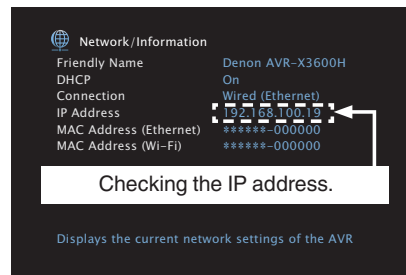 Network/Information
Friendly Name Denon AVR-X3600H
DHCP On
Connection Wired (Ethernet)
IP Address 192.168.100.19
MAC Address (Ethernet) ******-000000
MAC Address (Wi-Fi) ******-000000
Checking the IP address.
Displays the current network settings of the AVR